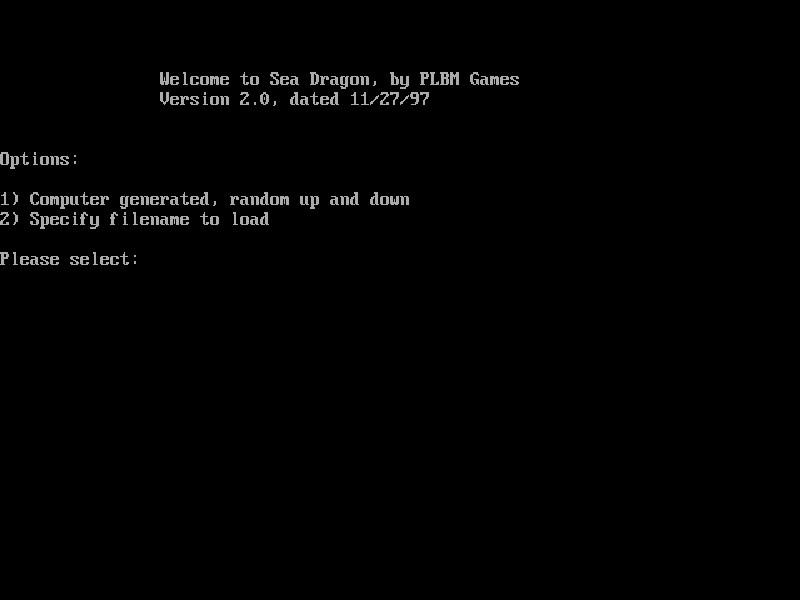 Welcome to Sea Dragon, by PLBM Games
Version 2.0, dated 11/27/97
Options:
1) Computer generated, random up and down
2) Specify filename to load
Please select: